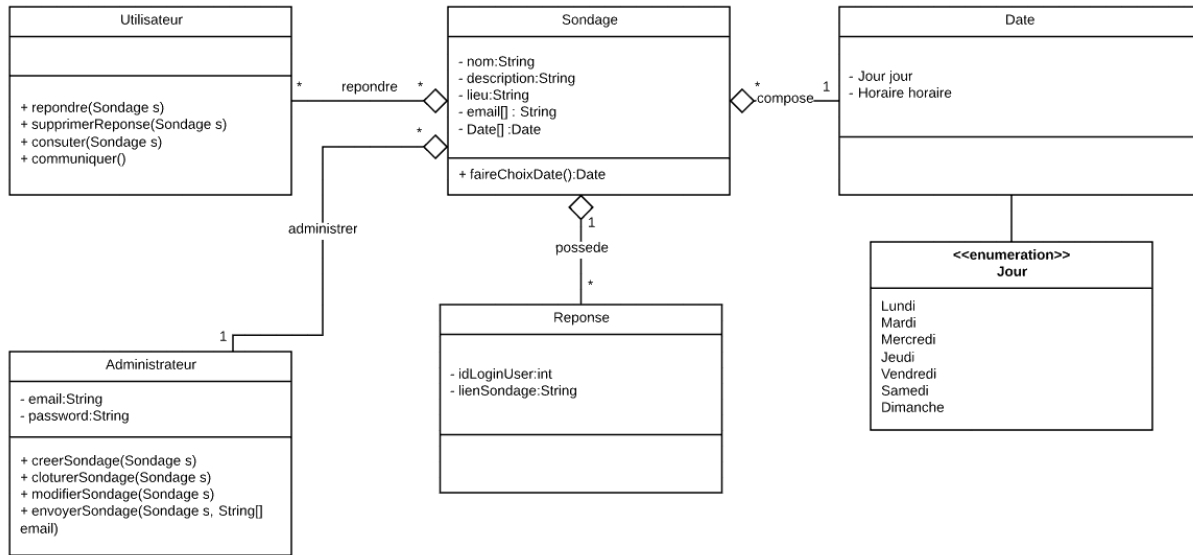 Utilisateur
+ repondre(Sondage s)
+ supprimerReponse(Sondage s)
+ consuter(Sondage s)
+ communiquer()
* repondre *
Sondage
- nom:String
- description:String
- lieu:String
- email[] : String
- Date[] :Date
+ faireChoixDate():Date
* compose 1
Date
- Jour jour
- Horaire horaire
*
administrer
1
1
possede
*
<<enumeration>>
Jour
Lundi
Mardi
Mercredi
Jeudi
Vendredi
Samedi
Dimanche
Reponse
- idLoginUser:int
- lienSondage:String
Administrateur
- email:String
- password:String
+ creerSondage(Sondage s)
+ cloturerSondage(Sondage s)
+ modifierSondage(Sondage s)
+ envoyerSondage(Sondage s, String[]
email)